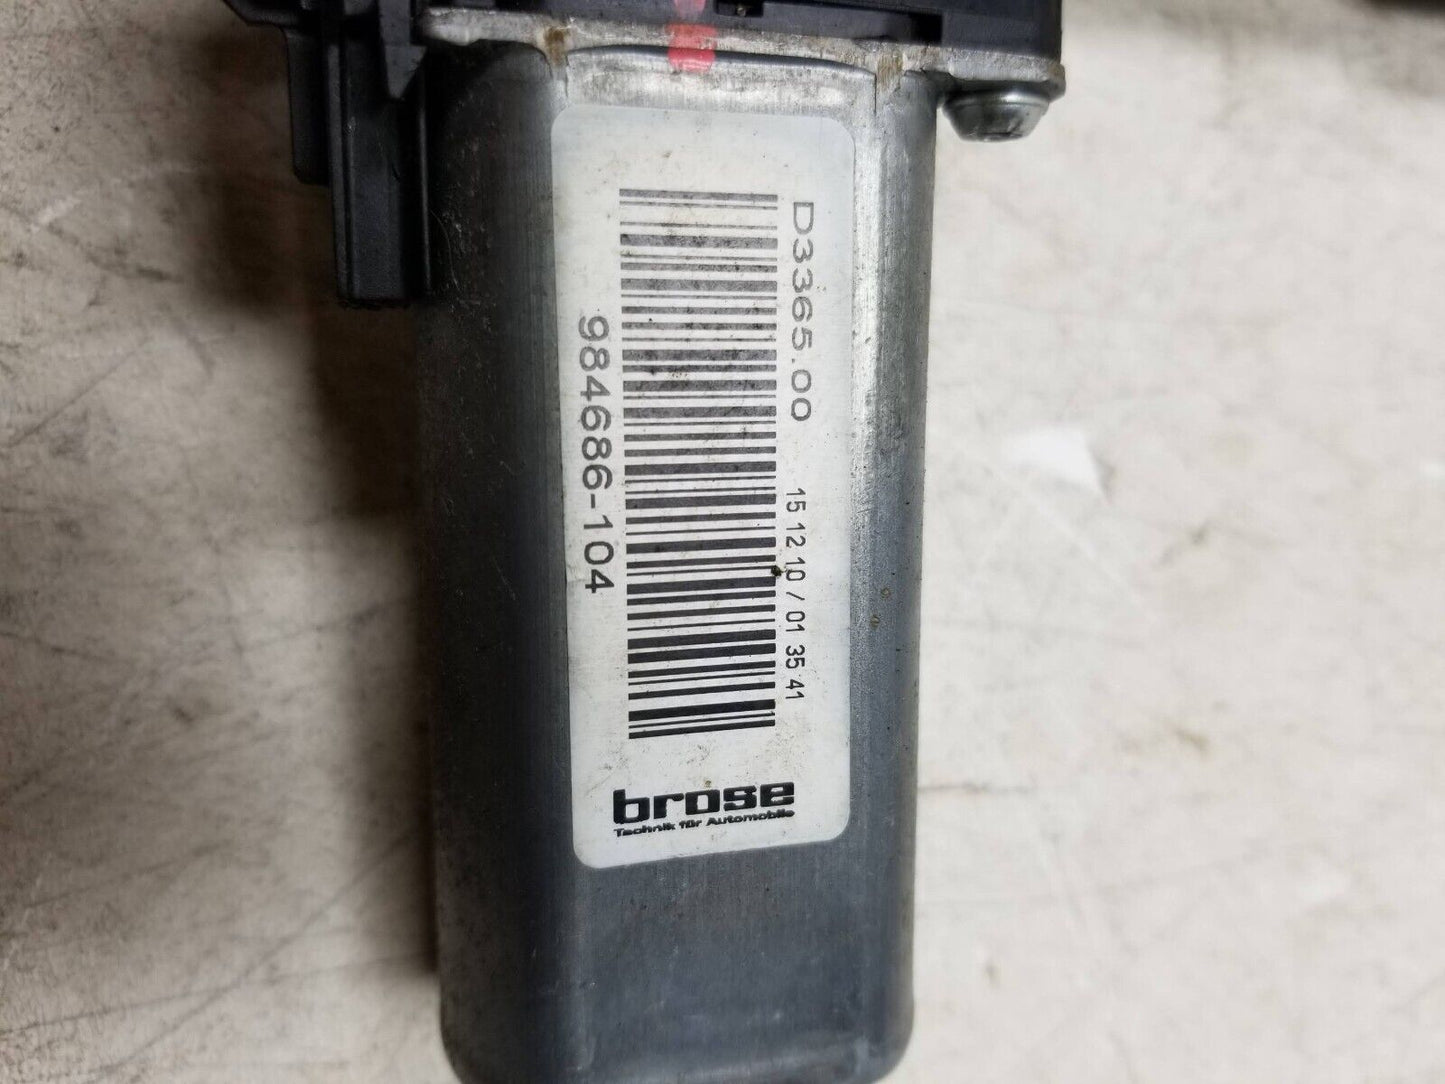 D3365.00
15 12 10 / 01 35 41
984686-104
brose
Technik für Automobile